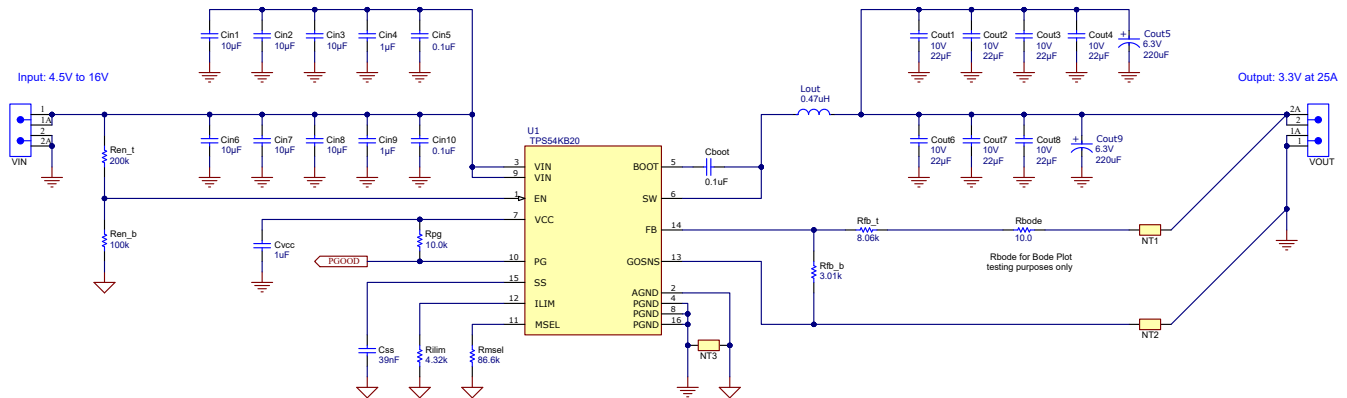 Cin1
10µF
Cin2
10µF
Cin3
10µF
Cin4
1µF
Cin5
0.1uF
Cout1
10V
22µF
Cout2
10V
22µF
Cout3
10V
22µF
Cout4
10V
22µF
+
Cout5
6.3V
220uF
Input: 4.5V to 16V
Output: 3.3V at 25A
1
1A
2
2A
VIN
Ren_t
200k
Cin6
10µF
Cin7
10µF
Cin8
10µF
Cin9
1µF
Cin10
0.1uF
Lout
0.47uH
Cout6
10V
22µF
Cout7
10V
22µF
Cout8
10V
22µF
+
Cout9
6.3V
220uF
2A
2
1A
1
VOUT
U1
TPS54KB20
3
VIN
9
VIN
1
EN
7
VCC
10
PG
15
SS
12
ILIM
11
MSEL
BOOT
5
SW
6
FB
14
GOSNS
13
AGND
2
PGND
4
PGND
8
PGND
16
Cboot
0.1uF
Ren_b
100k
Cvcc
1uF
Rpg
10.0k
PGOOD
Rfb_t
8.06k
Rbode
10.0
NT1
Rbode for Bode Plot
testing purposes only
Rfb_b
3.01k
NT2
NT3
Css
39nF
Rilim
4.32k
Rmsel
86.6k